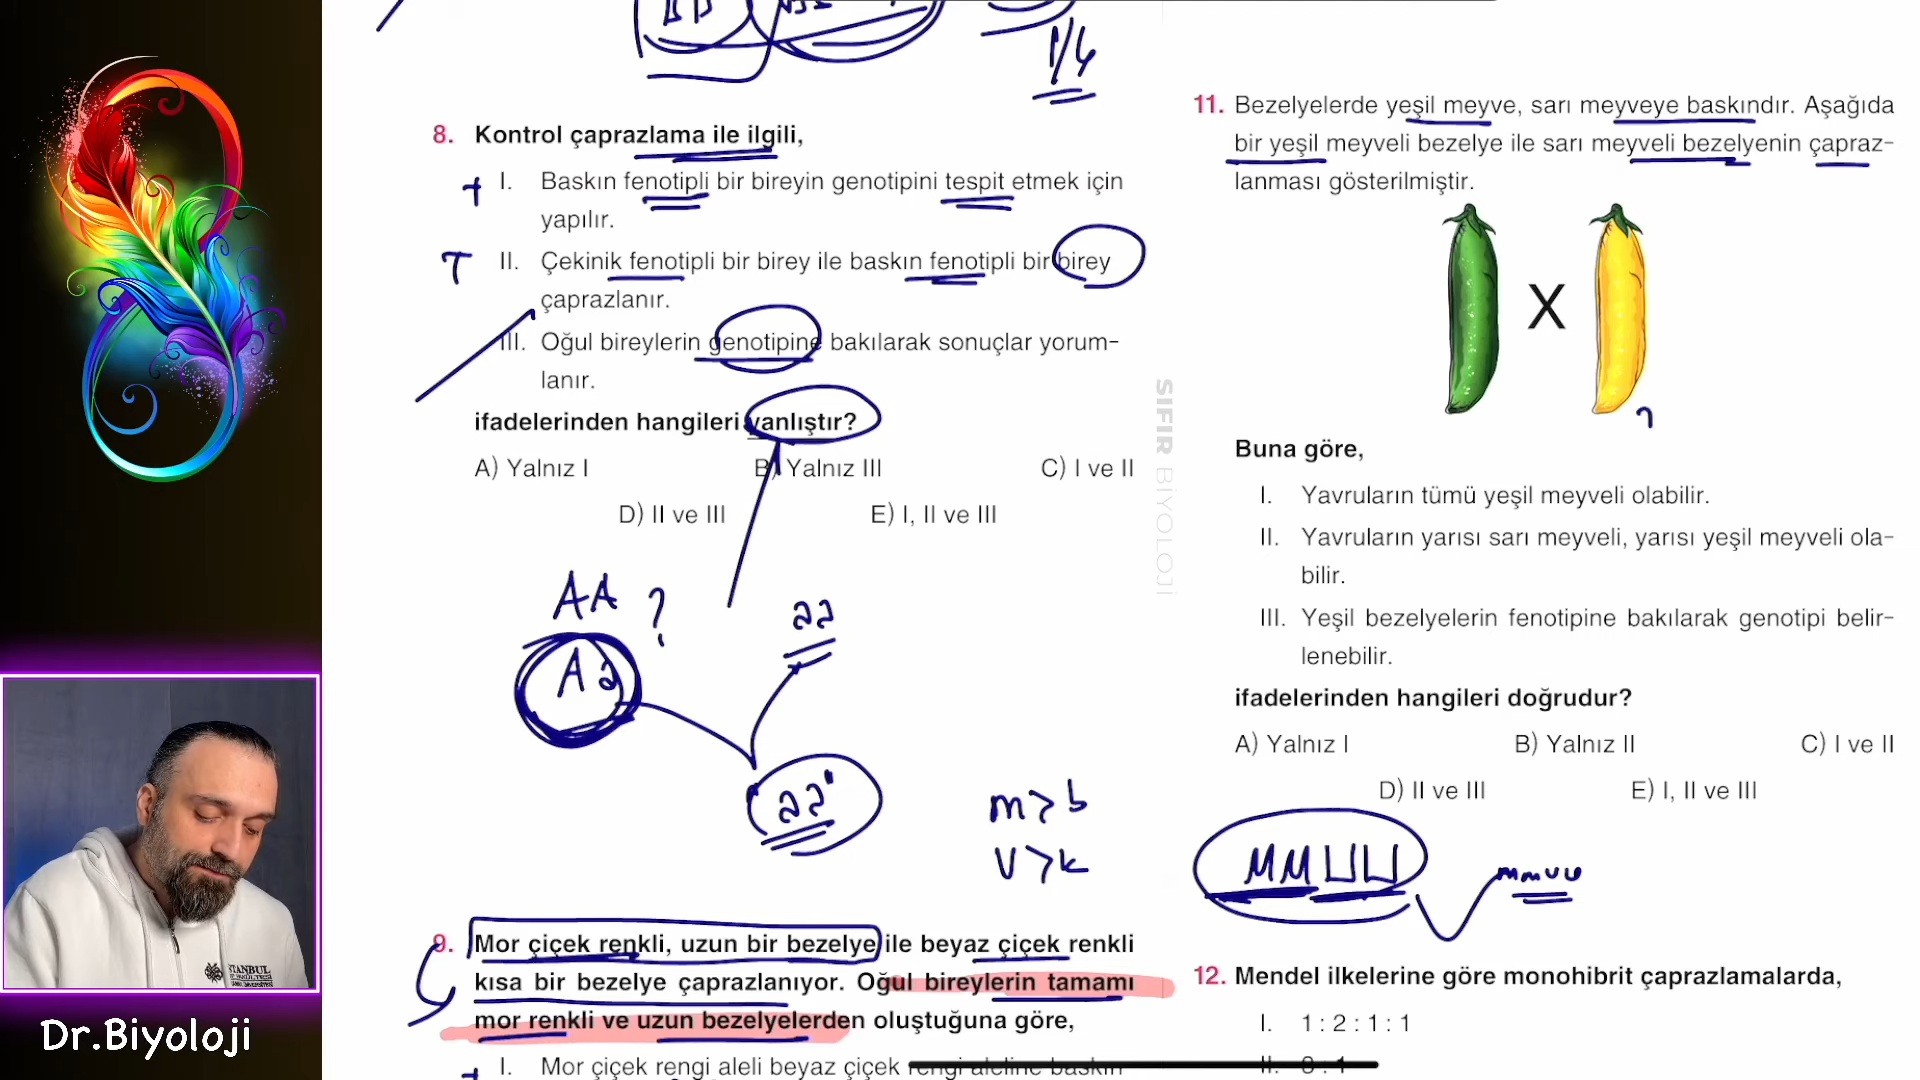 1/4
8. Kontrol çaprazlama ile ilgili,
I. Baskın fenotipli bir bireyin genotipini tespit etmek için
yapılır.
II. Çekinik fenotipli bir birey ile baskın fenotipli bir birey
çaprazlanır.
III. Oğul bireylerin genotipine bakılarak sonuçlar yorum-
lanır.
ifadelerinden hangileri yanlıştır?
A) Yalnız I B) Yalnız III C) I ve II
D) II ve III E) I, II ve III
AA ?
Aa
aa
aa
m > b
U > k
9. Mor çiçek renkli, uzun bir bezelye ile beyaz çiçek renkli
kısa bir bezelye çaprazlanıyor. Oğul bireylerin tamamı
mor renkli ve uzun bezelyelerden oluştuğuna göre,
I. Mor çiçek rengi aleli beyaz çiçek rengi aleline baskın
SIFIR BİYOLOJİ
11. Bezelyelerde yeşil meyve, sarı meyveye baskındır. Aşağıda
bir yeşil meyveli bezelye ile sarı meyveli bezelyenin çapraz-
lanması gösterilmiştir.
X
Buna göre,
I. Yavruların tümü yeşil meyveli olabilir.
II. Yavruların yarısı sarı meyveli, yarısı yeşil meyveli ola-
bilir.
III. Yeşil bezelyelerin fenotipine bakılarak genotipi belir-
lenebilir.
ifadelerinden hangileri doğrudur?
A) Yalnız I B) Yalnız II C) I ve II
D) II ve III E) I, II ve III
MMUU
12. Mendel ilkelerine göre monohibrit çaprazlamalarda,
I. 1 : 2 : 1 : 1
İSTANBUL
Dr.Biyoloji